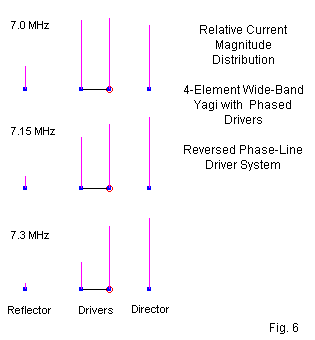 7.0 MHz
Relative Current
Magnitude
Distribution
4-Element Wide-Band
Yagi with Phased
Drivers
7.15 MHz
Reversed Phase-Line
Driver System
7.3 MHz
Reflector
Drivers
Director
Fig. 6